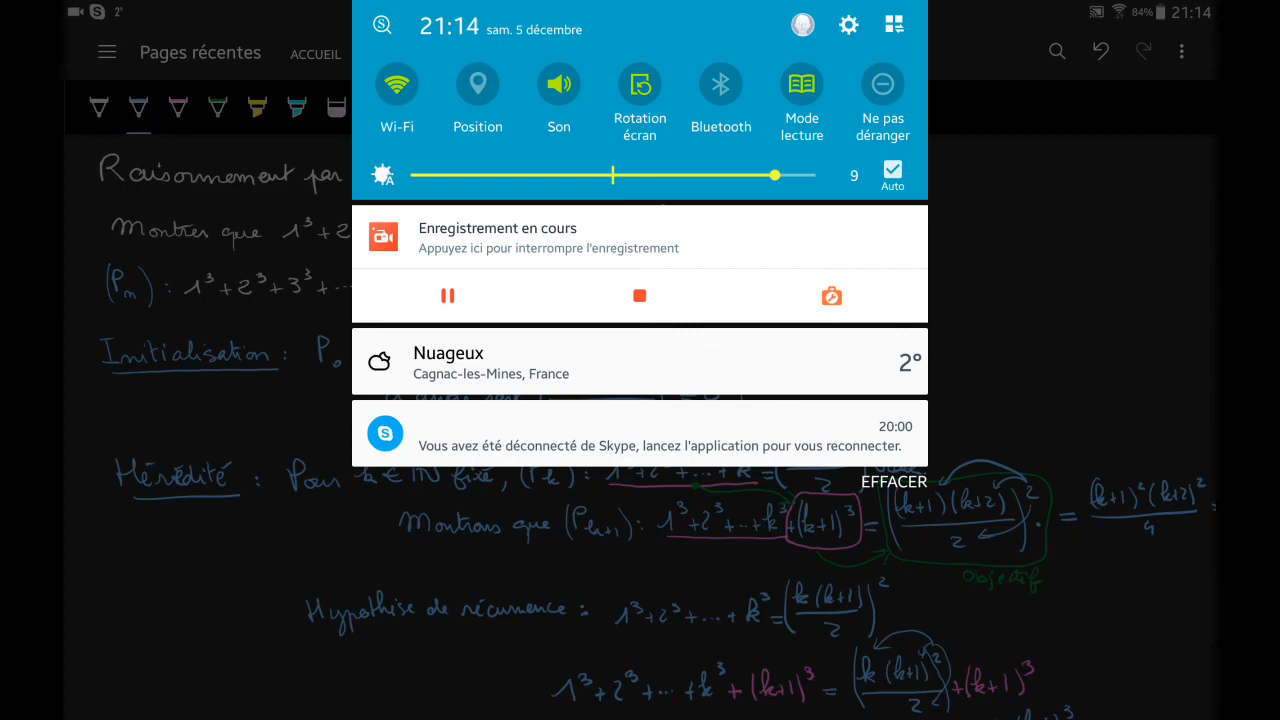 2° 84% 21:14
21:14 sam. 5 décembre
Pages récentes ACCUEIL
Wi-Fi Position Son Rotation écran Bluetooth Mode lecture Ne pas déranger
9 Auto
Raisonnement par
Enregistrement en cours
Appuyez ici pour interrompre l'enregistrement
Montrer que 1³+2
(Pn) : 1³+2³+3³+...
Nuageux
Cagnac-les-Mines, France
2°
Initialisation : P₀
20:00
Vous avez été déconnecté de Skype, lancez l'application pour vous reconnecter.
EFFACER
Hérédité : Pour k ∈ ℕ fixé, (Pk) : 1³+2³+...+k³=(
Montrons que (Pk+1) : 1³+2³+...+k³+(k+1)³ = ((k+1)(k+2)/2)². = (k+1)²(k+2)²/4 =
Objectif
Hypothèse de récurrence : 1³+2³+...+k³=(k(k+1)/2)²
1³+2³+...+k³+(k+1)³ = (k(k+1)/2)²+(k+1)³